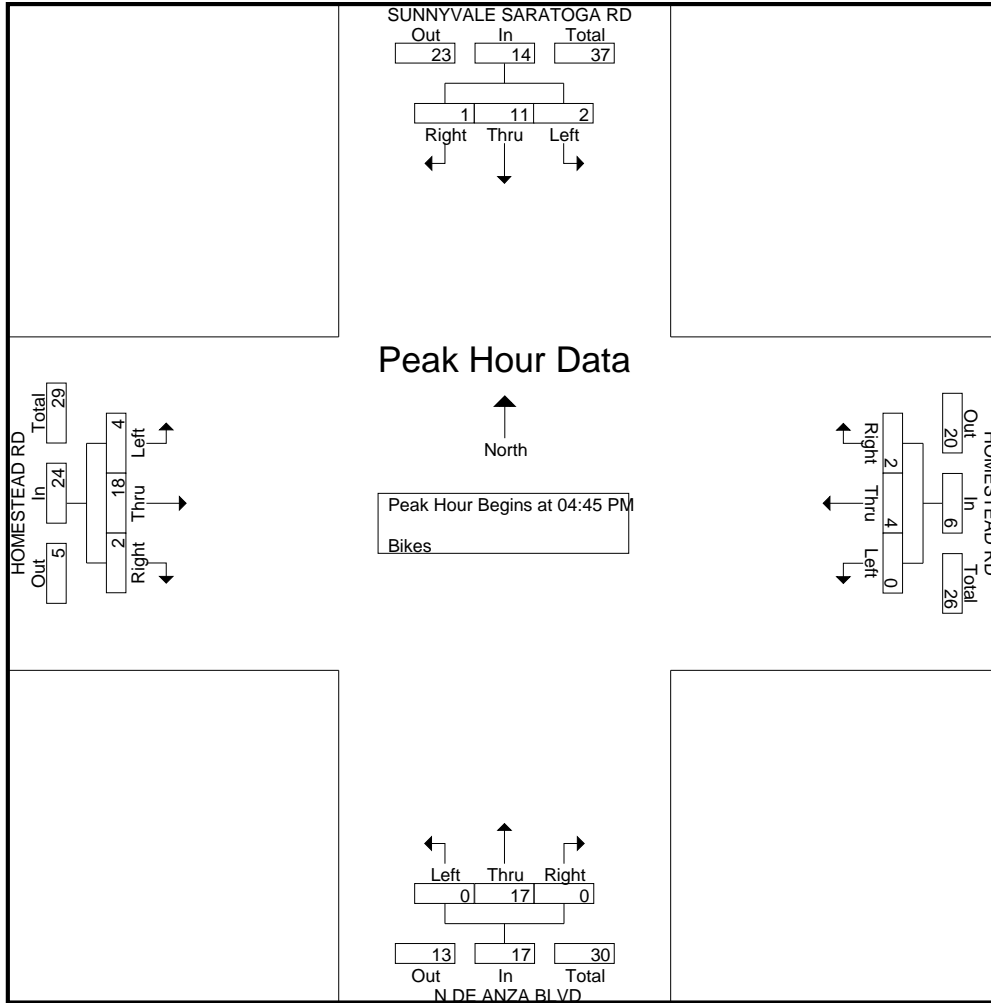 SUNNYVALE SARATOGA RD
Out In Total
23 14 37
1 11 2
Right Thru Left
Peak Hour Data
North
Peak Hour Begins at 04:45 PM
Bikes
HOMESTEAD RD
Total In Out
29 24 5
4 18 2
Left Thru Right
HOMESTEAD RD
Out In Total
20 6 26
2 4 0
Right Thru Left
Left Thru Right
0 17 0
13 17 30
Out In Total
N DE ANZA BLVD